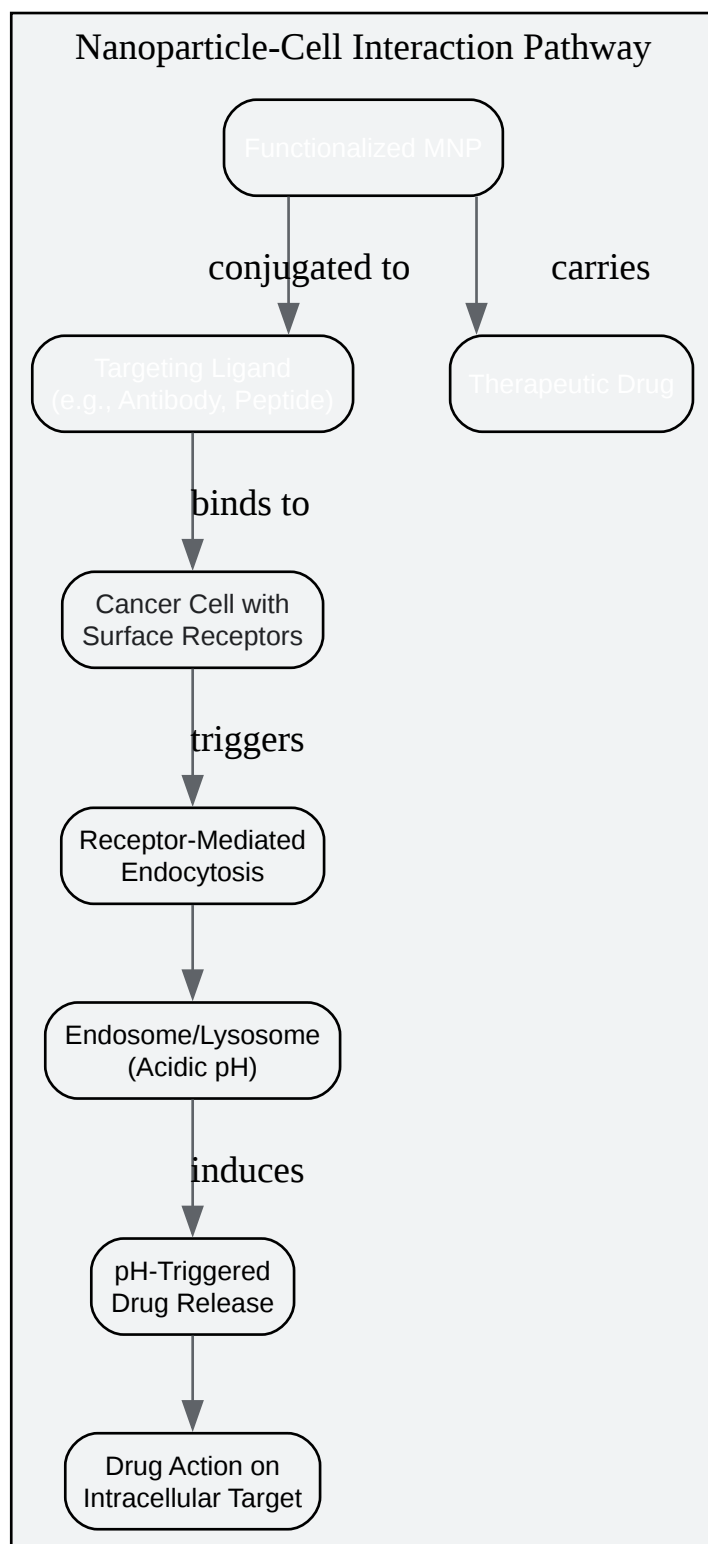 Nanoparticle-Cell Interaction Pathway
Functionalized MNP
conjugated to
carries
Targeting Ligand
(e.g., Antibody, Peptide)
Therapeutic Drug
binds to
Cancer Cell with
Surface Receptors
triggers
Receptor-Mediated
Endocytosis
Endosome/Lysosome
(Acidic pH)
induces
pH-Triggered
Drug Release
Drug Action on
Intracellular Target